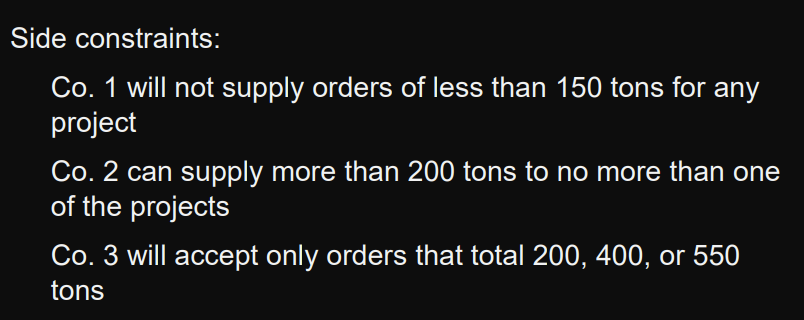 Side constraints:
Co. 1 will not supply orders of less than 150 tons for any
project
Co. 2 can supply more than 200 tons to no more than one
of the projects
Co. 3 will accept only orders that total 200, 400, or 550
tons